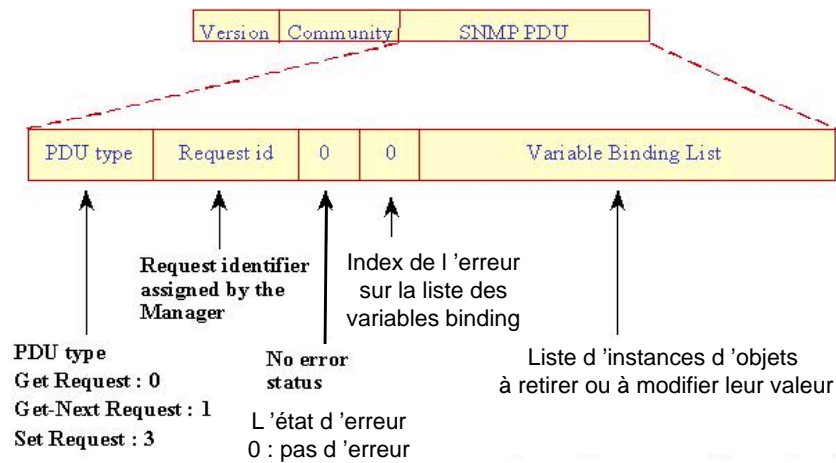 Version Community SNMP PDU
PDU type Request id 0 0 Variable Binding List
Request identifier
assigned by the
Manager
Index de l ’erreur
sur la liste des
variables binding
PDU type
Get Request : 0
Get-Next Request : 1
Set Request : 3
No error
status
L ’état d ’erreur
0 : pas d ’erreur
Liste d ’instances d ’objets
à retirer ou à modifier leur valeur